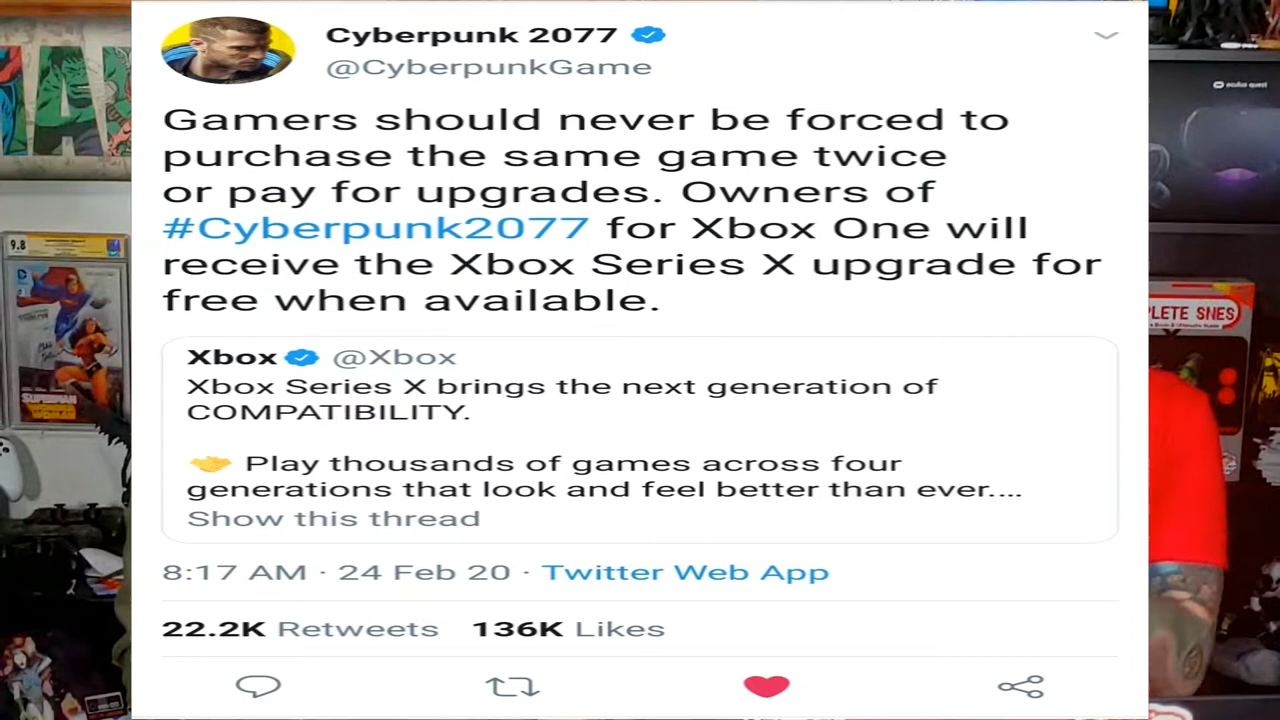 Cyberpunk 2077
@CyberpunkGame
Gamers should never be forced to
purchase the same game twice
or pay for upgrades. Owners of
#Cyberpunk2077 for Xbox One will
receive the Xbox Series X upgrade for
free when available.
Xbox @Xbox
Xbox Series X brings the next generation of
COMPATIBILITY.
🤝 Play thousands of games across four
generations that look and feel better than ever....
Show this thread
8:17 AM · 24 Feb 20 · Twitter Web App
22.2K Retweets 136K Likes
9.8
SUPERMAN
oculus quest
PLETE SNES